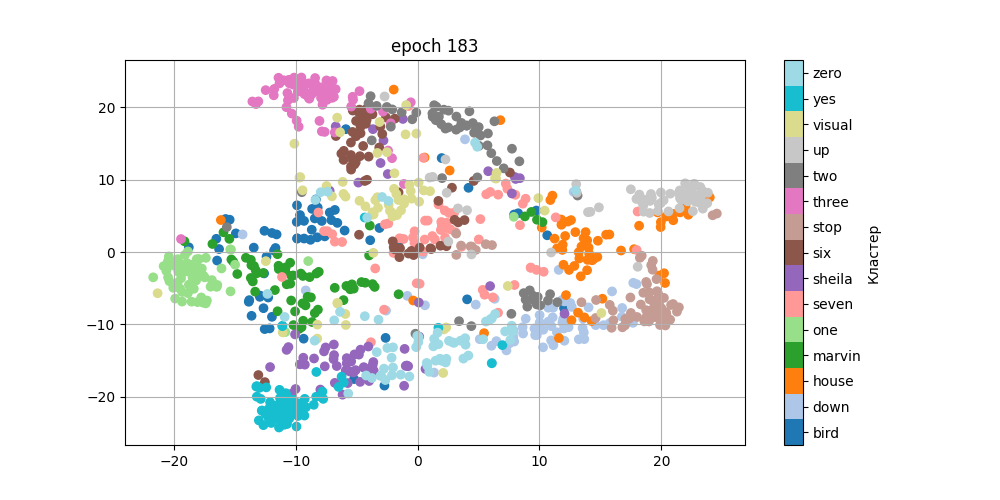 epoch 183
20
10
0
−10
−20
−20
−10
0
10
20
zero
yes
visual
up
two
three
stop
six
sheila
seven
one
marvin
house
down
bird
Кластер